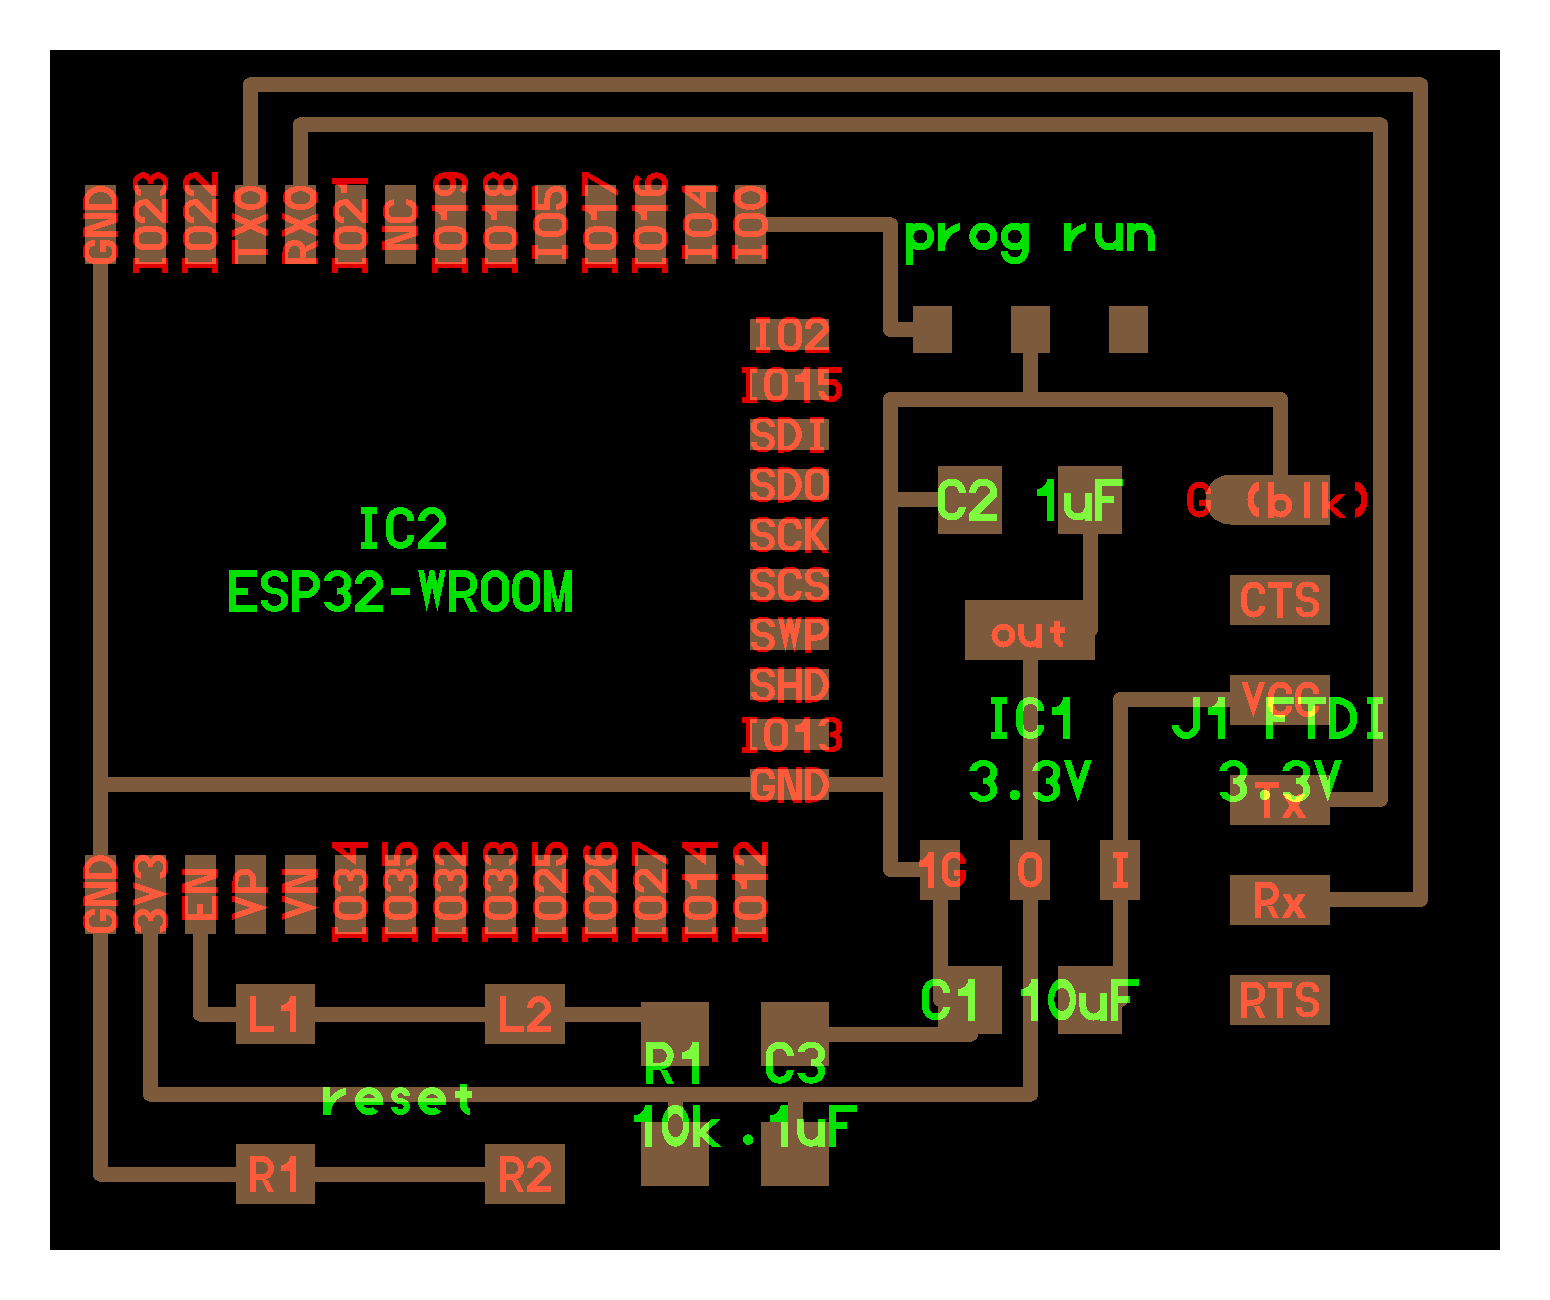 GND IO23 IO22 TXO RXO IO21 NC IO19 IO18 IO5 IO17 IO16 IO4 IO0
prog run
IO2
IO15
SDI
SDO
SCK
SCS
SWP
SHD
IO13
GND
IC2
ESP32-WROOM
C2 1uF
out
IC1
3.3V
1G O I
G (blk)
CTS
VCC
J1 FTDI
3.3V
Tx
Rx
RTS
GND 3V3 EN VP VN IO34 IO35 IO32 IO33 IO25 IO26 IO27 IO14 IO12
C1 10uF
L1 L2
R1 C3
reset
10k .1uF
R1 R2